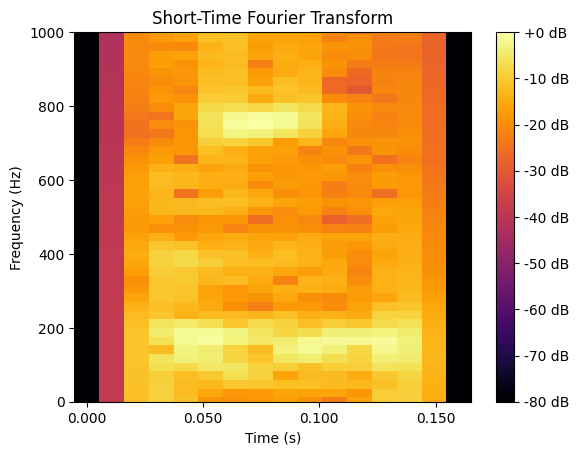 Short-Time Fourier Transform
1000
800
600
400
200
0
Frequency (Hz)
0.000
0.050
0.100
0.150
Time (s)
+0 dB
-10 dB
-20 dB
-30 dB
-40 dB
-50 dB
-60 dB
-70 dB
-80 dB